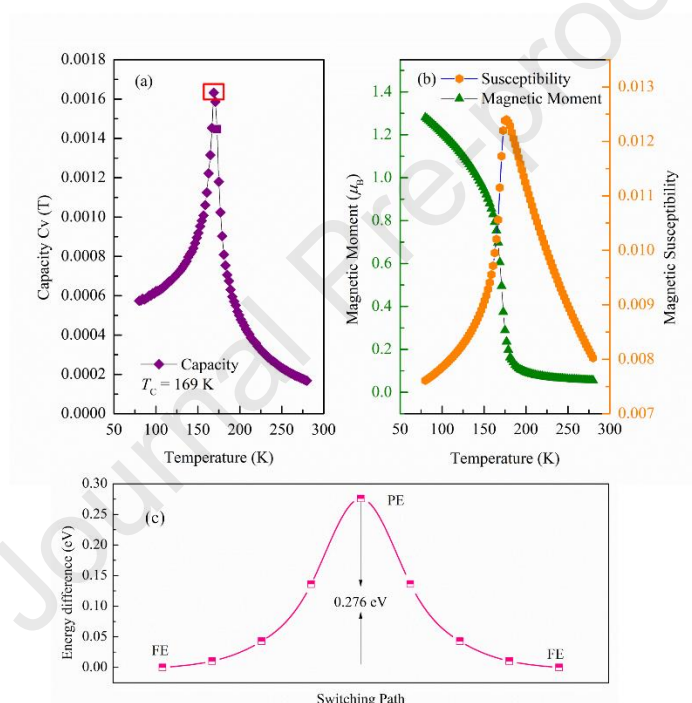 Journal Pre-proo
(a)
0.0018
0.0016
0.0014
0.0012
0.0010
0.0008
0.0006
0.0004
0.0002
0.0000
Capacity Cv (T)
Capacity
T_C = 169 K
50 100 150 200 250 300
Temperature (K)
(b)
Susceptibility
Magnetic Moment
1.4
1.2
1.0
0.8
0.6
0.4
0.2
0.0
Magnetic Moment (μ_B)
0.013
0.012
0.011
0.010
0.009
0.008
0.007
Magnetic Susceptibility
50 100 150 200 250 300
Temperature (K)
(c)
0.30
0.25
0.20
0.15
0.10
0.05
0.00
Energy difference (eV)
PE
0.276 eV
FE
FE
Switching Path